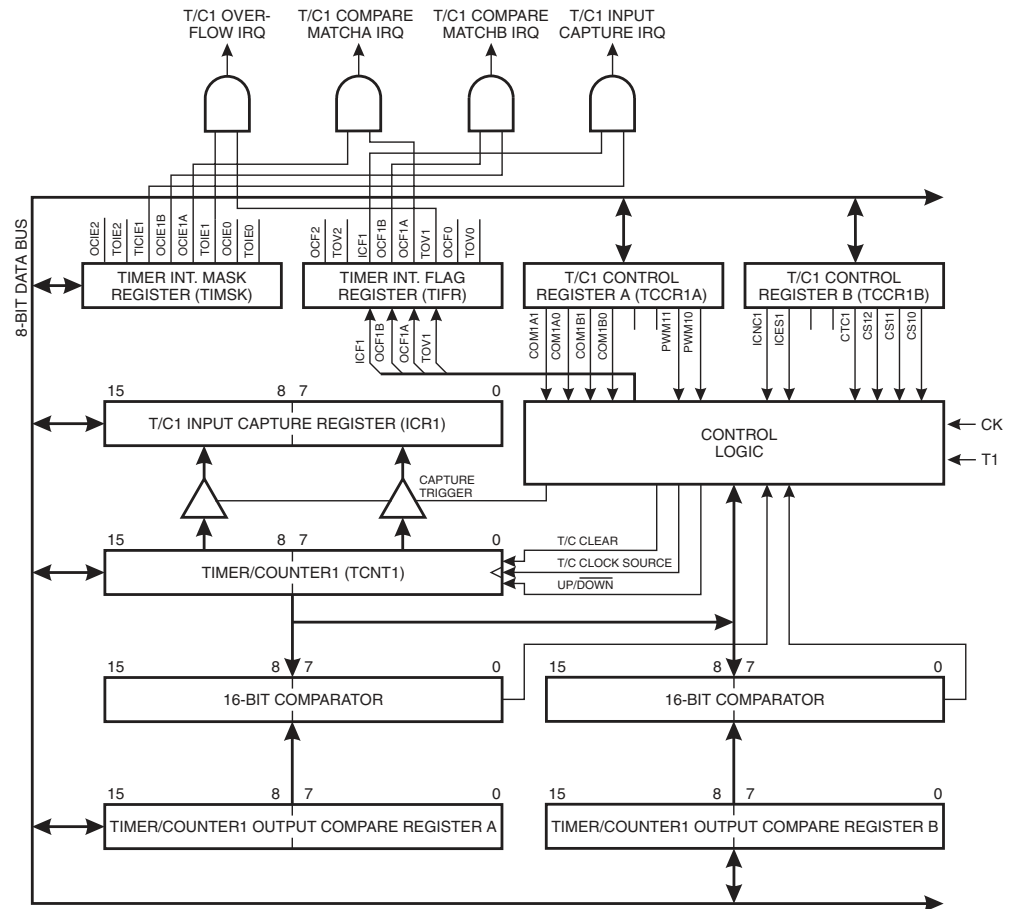 T/C1 OVER-
FLOW IRQ
T/C1 COMPARE
MATCHA IRQ
T/C1 COMPARE
MATCHB IRQ
T/C1 INPUT
CAPTURE IRQ
8-BIT DATA BUS
OCIE2
TOIE2
TICIE1
OCIE1B
OCIE1A
TOIE1
OCIE0
TOIE0
OCF2
TOV2
ICF1
OCF1B
OCF1A
TOV1
OCF0
TOV0
TIMER INT. MASK
REGISTER (TIMSK)
TIMER INT. FLAG
REGISTER (TIFR)
T/C1 CONTROL
REGISTER A (TCCR1A)
T/C1 CONTROL
REGISTER B (TCCR1B)
ICF1
OCF1B
OCF1A
TOV1
COM1A1
COM1A0
COM1B1
COM1B0
PWM11
PWM10
ICNC1
ICES1
CTC1
CS12
CS11
CS10
15 8 7 0
T/C1 INPUT CAPTURE REGISTER (ICR1)
CONTROL
LOGIC
CK
T1
CAPTURE
TRIGGER
15 8 7 0
TIMER/COUNTER1 (TCNT1)
T/C CLEAR
T/C CLOCK SOURCE
UP/DOWN
15 8 7 0
16-BIT COMPARATOR
15 8 7 0
16-BIT COMPARATOR
15 8 7 0
TIMER/COUNTER1 OUTPUT COMPARE REGISTER A
15 8 7 0
TIMER/COUNTER1 OUTPUT COMPARE REGISTER B